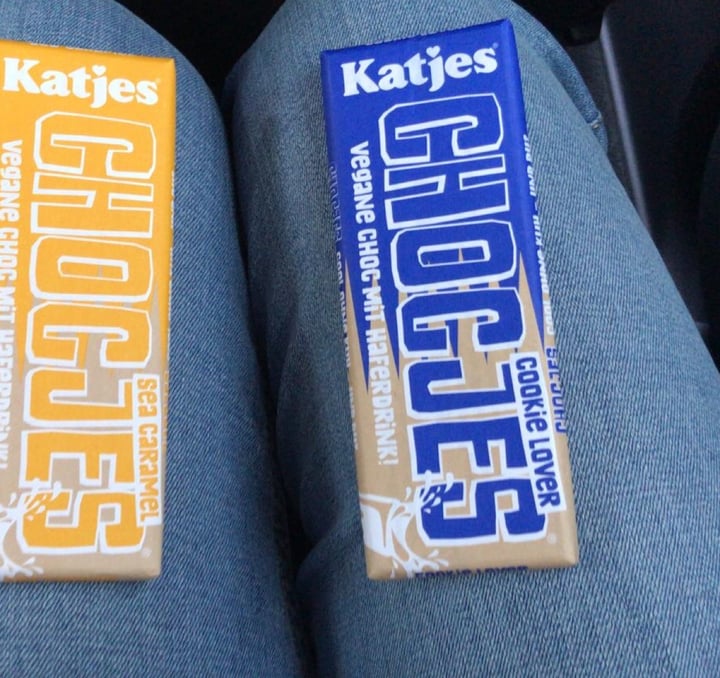 Katjes
CHOCJES
veGaNe CHOC MiT HaFeRDRiNK!
Sea CaRaMeL
Katjes
CHOCJES
veGaNe CHOC MiT HaFeRDRiNK!
COOKie LOVeR